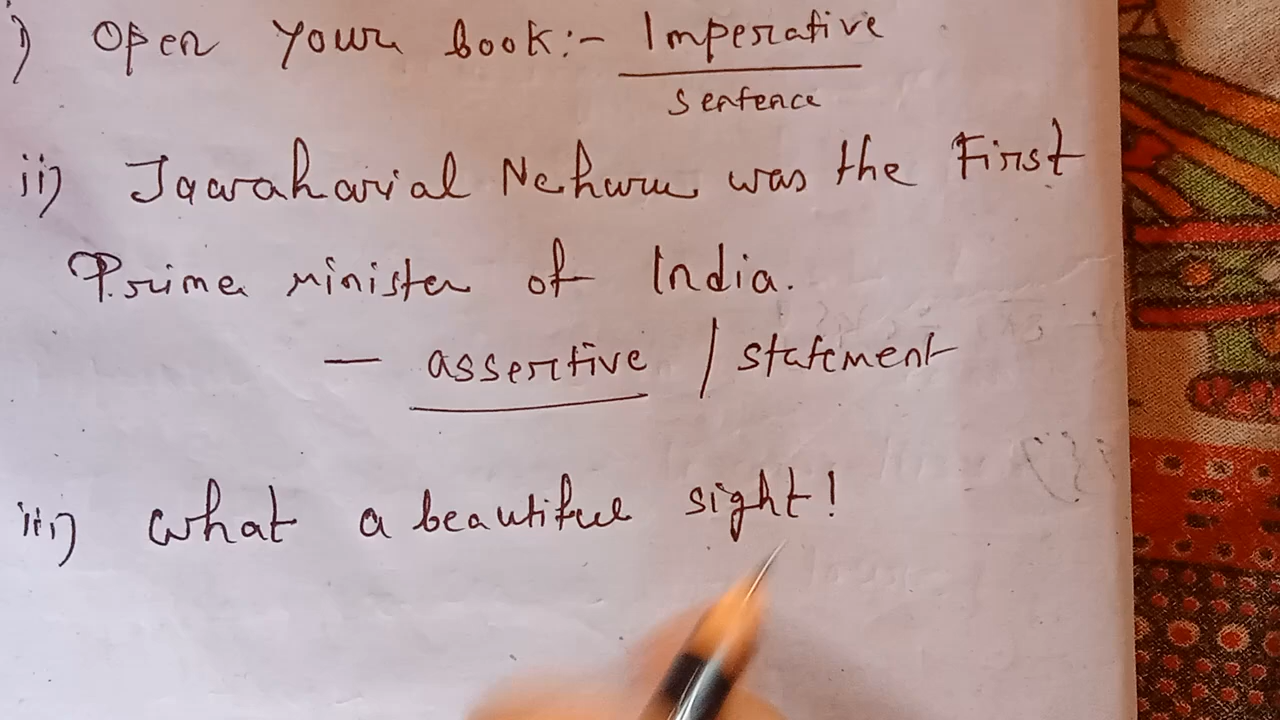 i) Open your book:- Imperative
sentence
ii) Jawaharlal Nehru was the First
Prime minister of India.
— assertive / statement
iii) what a beautiful sight!